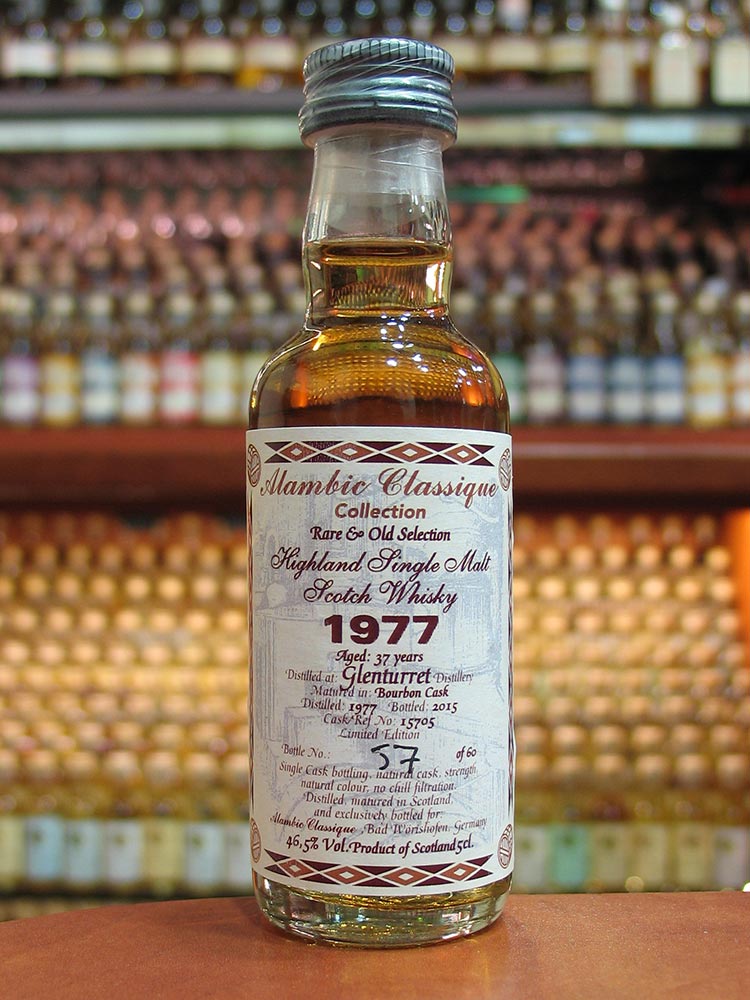 Alambic Classique
Collection
Rare & Old Selection
Highland Single Malt
Scotch Whisky
1977
Aged: 37 years
Distilled at: Glenturret Distillery
Matured in: Bourbon Cask
Distilled: 1977 Bottled: 2015
Cask Ref No: 15705
Limited Edition
Bottle No.: 57 of 60
Single Cask bottling, natural cask, strength,
natural colour, no chill filtration.
Distilled, matured in Scotland,
and exclusively bottled for:
Alambic Classique, Bad Wörishofen, Germany
46,5% Vol. Product of Scotland 5cl.